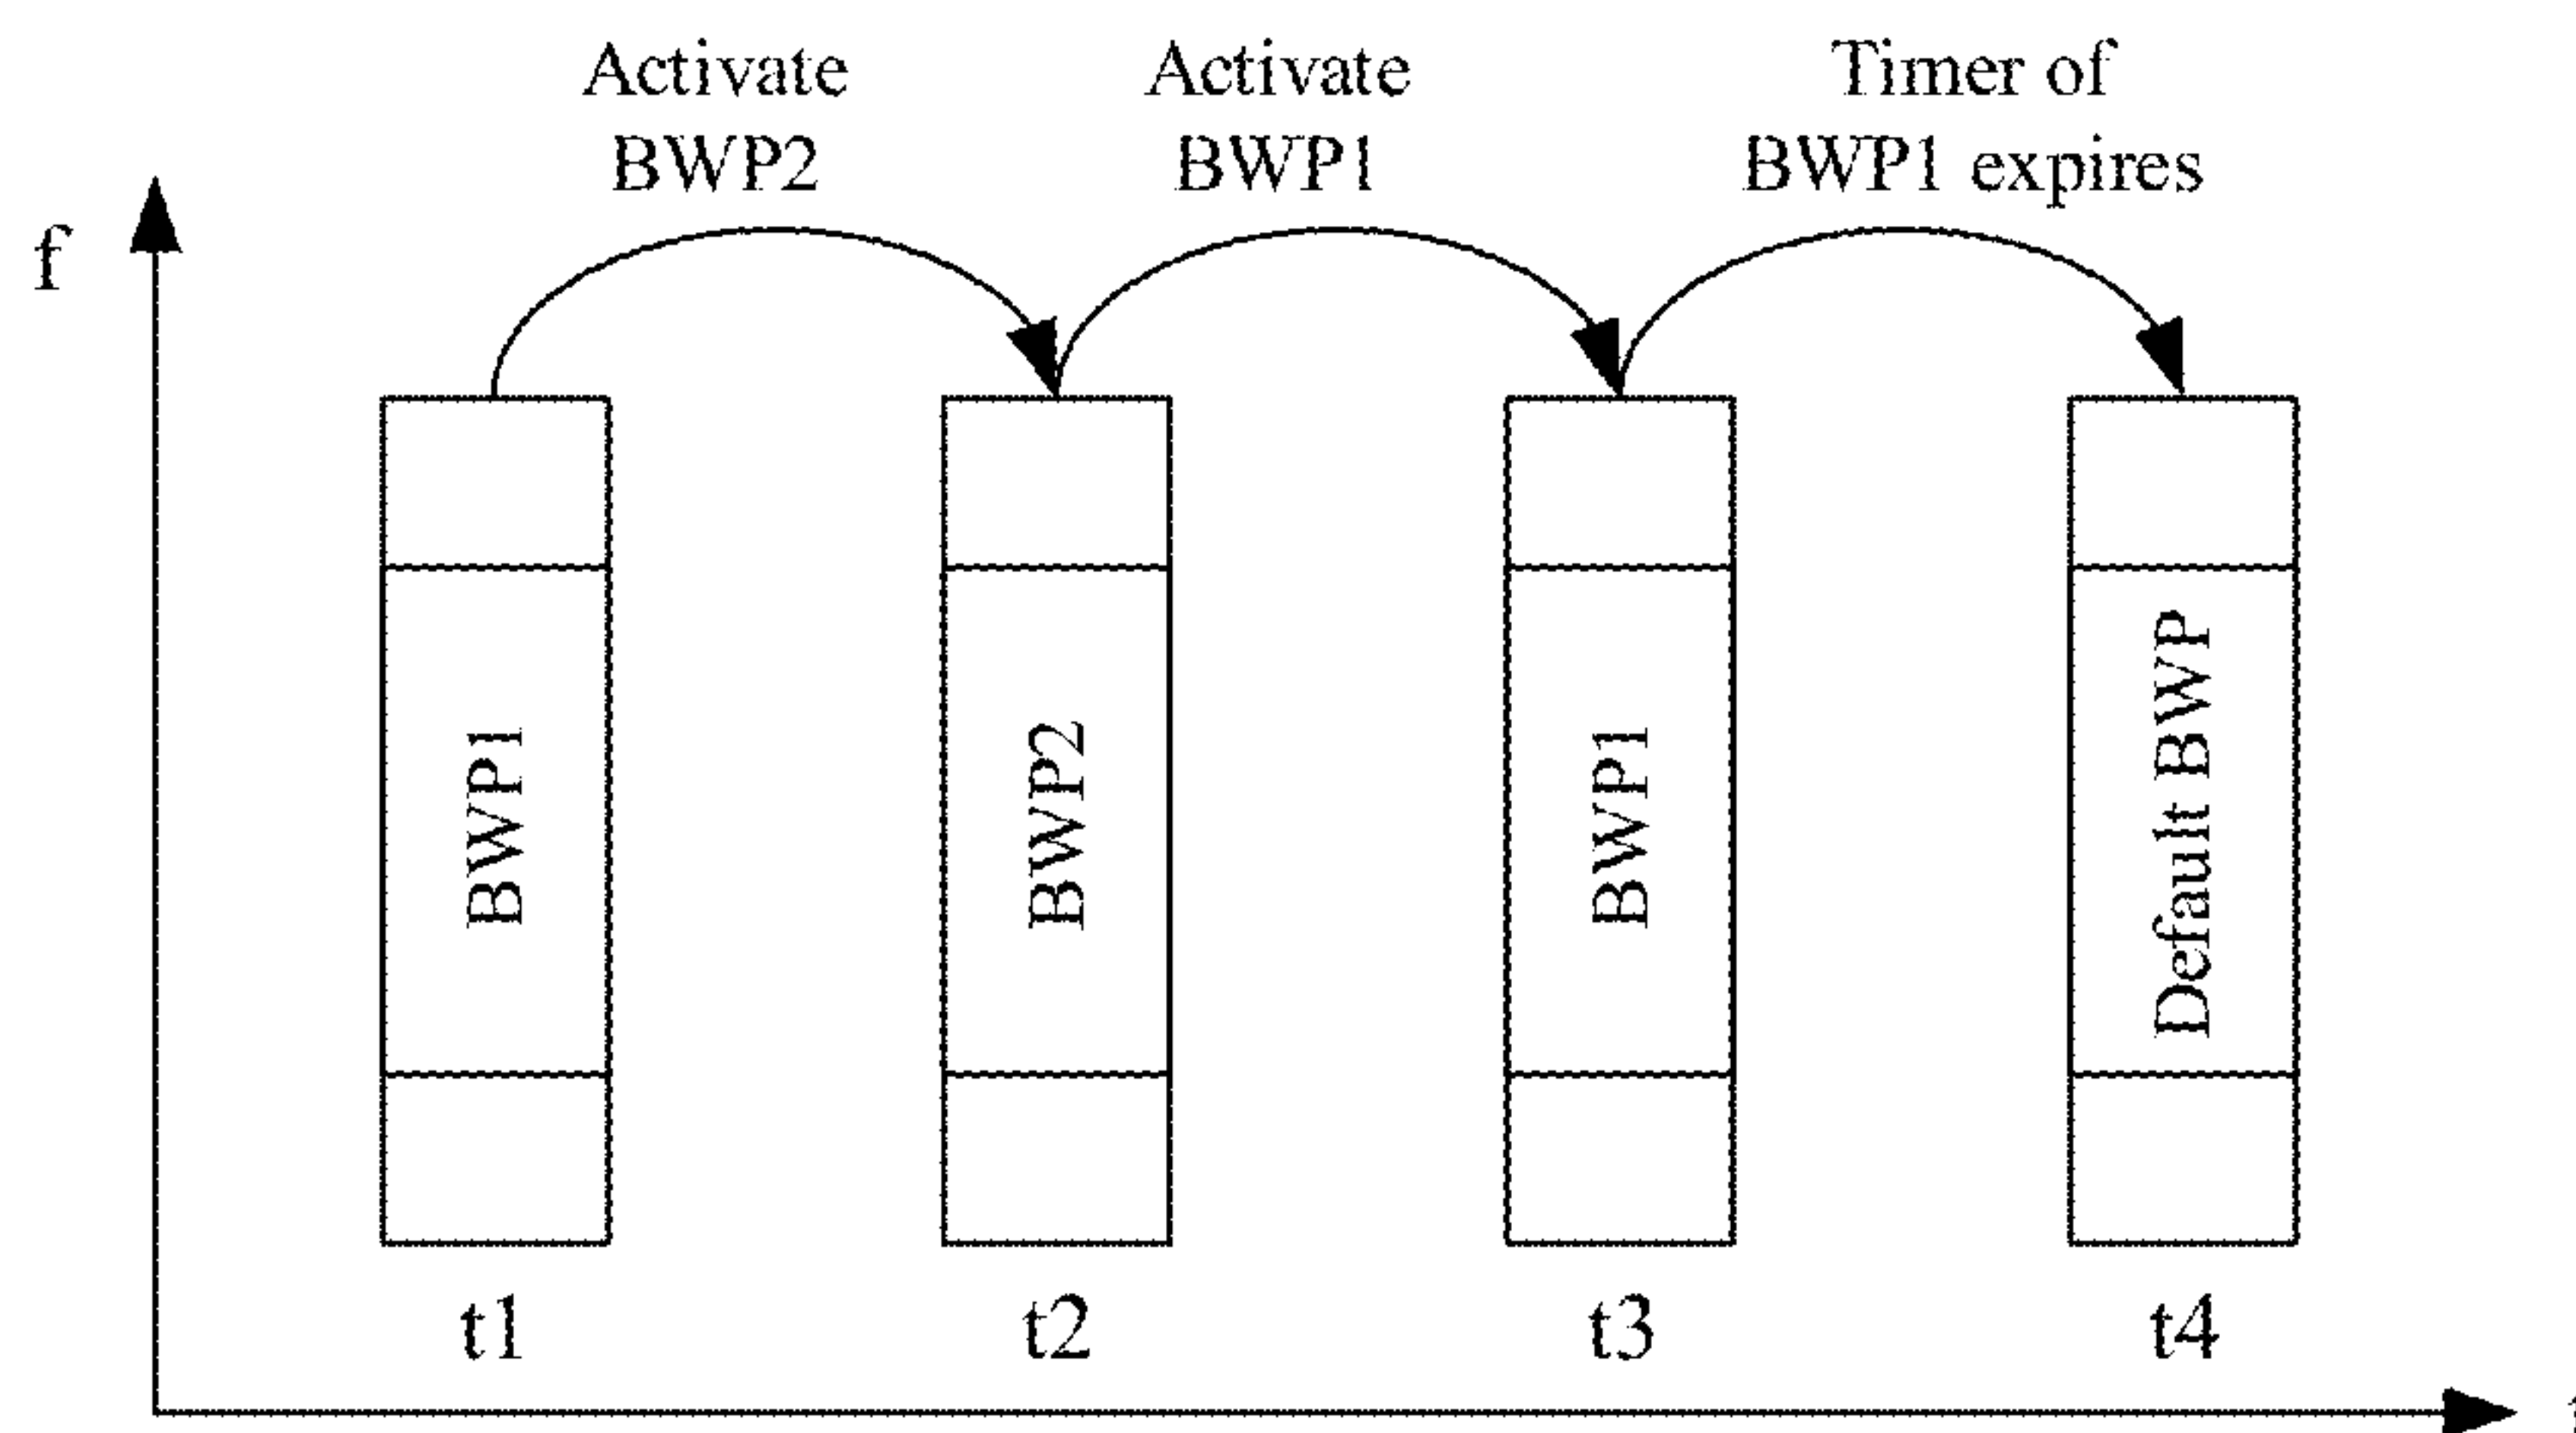 Activate
BWP2
Activate
BWP1
Timer of
BWP1 expires
f
BWP1
BWP2
BWP1
Default BWP
t1
t2
t3
t4